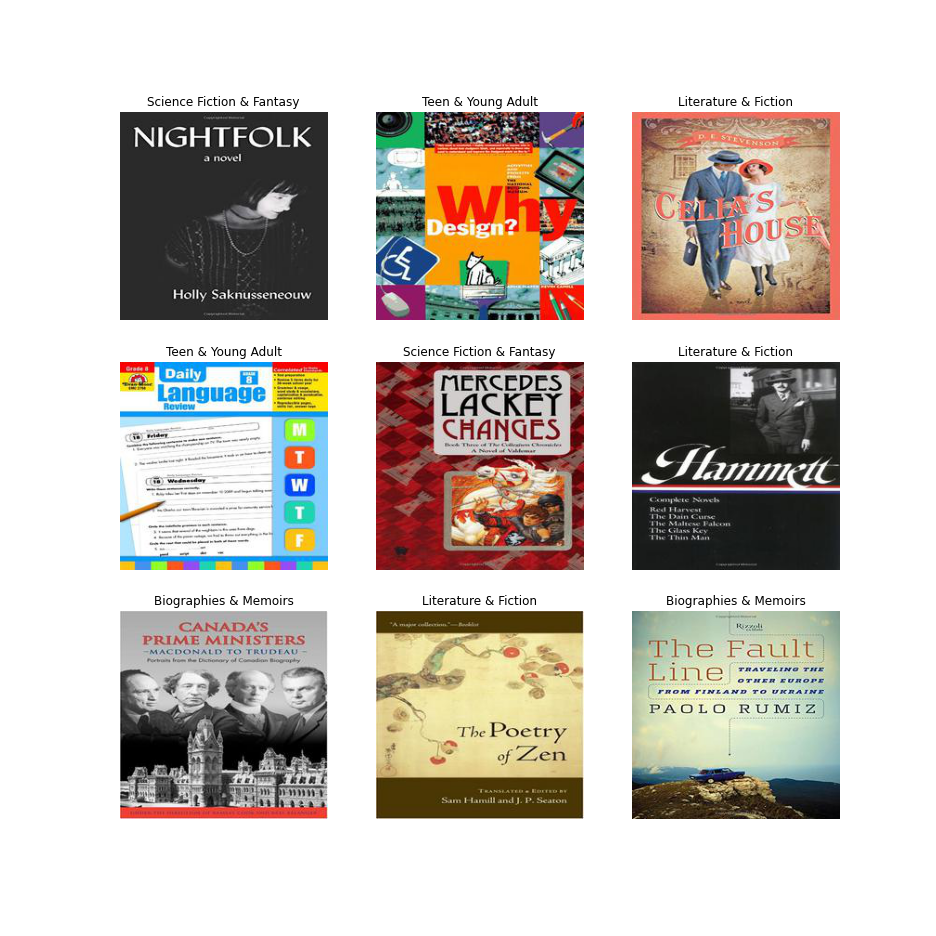 Science Fiction & Fantasy
NIGHTFOLK
a novel
Holly Saknusseneouw
Teen & Young Adult
Why
Design?
Literature & Fiction
D. E. STEVENSON
CELIA'S
HOUSE
Teen & Young Adult
Grade 8
Daily
Language
Review
GRADE
8
18 Friday
18 Wednesday
M
T
W
T
F
Science Fiction & Fantasy
MERCEDES
LACKEY
CHANGES
Book Three of The Collegium Chronicles
A Novel of Valdemar
Literature & Fiction
Hammett
Complete Novels
Red Harvest
The Dain Curse
The Maltese Falcon
The Glass Key
The Thin Man
Biographies & Memoirs
CANADA'S
PRIME MINISTERS
–MACDONALD TO TRUDEAU –
Portraits from the Dictionary of Canadian Biography
Literature & Fiction
"A major collection."—Booklist
The Poetry
of Zen
TRANSLATED & EDITED BY
Sam Hamill and J. P. Seaton
Biographies & Memoirs
Rizzoli
The Fault
Line
TRAVELING THE
OTHER EUROPE
FROM FINLAND TO UKRAINE
PAOLO RUMIZ